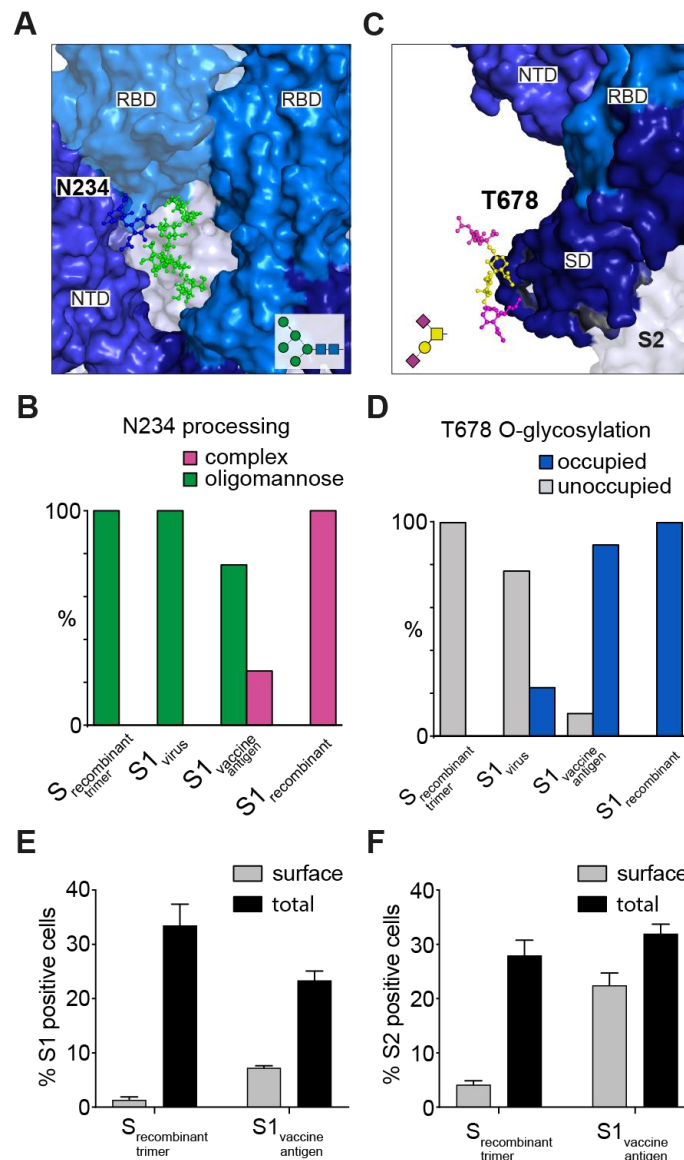 A
RBD
RBD
N234
NTD
C
NTD
RBD
T678
SD
S2
B
N234 processing
complex
oligomannose
100
%
0
S recombinant trimer
S1 virus
S1 vaccine antigen
S1 recombinant
D
T678 O-glycosylation
occupied
unoccupied
100
%
0
S recombinant trimer
S1 virus
S1 vaccine antigen
S1 recombinant
E
surface
total
% S1 positive cells
40
30
20
10
0
S recombinant trimer
S1 vaccine antigen
F
surface
total
% S2 positive cells
40
30
20
10
0
S recombinant trimer
S1 vaccine antigen